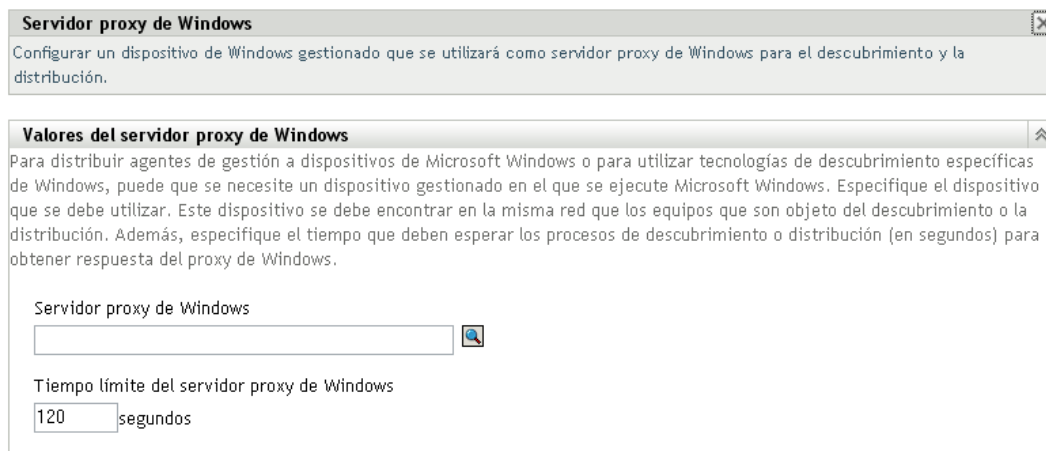 Servidor proxy de Windows
Configurar un dispositivo de Windows gestionado que se utilizará como servidor proxy de Windows para el descubrimiento y la
distribución.
Valores del servidor proxy de Windows
Para distribuir agentes de gestión a dispositivos de Microsoft Windows o para utilizar tecnologías de descubrimiento específicas
de Windows, puede que se necesite un dispositivo gestionado en el que se ejecute Microsoft Windows. Especifique el dispositivo
que se debe utilizar. Este dispositivo se debe encontrar en la misma red que los equipos que son objeto del descubrimiento o la
distribución. Además, especifique el tiempo que deben esperar los procesos de descubrimiento o distribución (en segundos) para
obtener respuesta del proxy de Windows.
Servidor proxy de Windows
Tiempo límite del servidor proxy de Windows
120 segundos